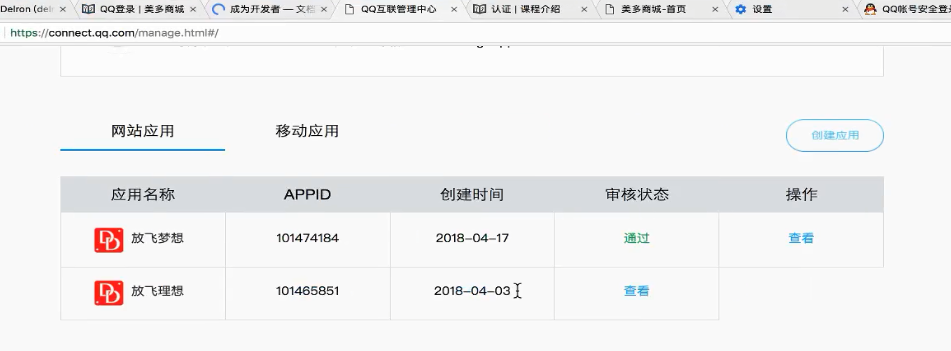 Delron (del
QQ登录 | 美多商城
成为开发者 — 文档
QQ互联管理中心
认证 | 课程介绍
美多商城-首页
设置
QQ帐号安全登
https://connect.qq.com/manage.html#/
网站应用
移动应用
创建应用
应用名称 APPID 创建时间 审核状态 操作
放飞梦想 101474184 2018-04-17 通过 查看
放飞理想 101465851 2018-04-03 查看